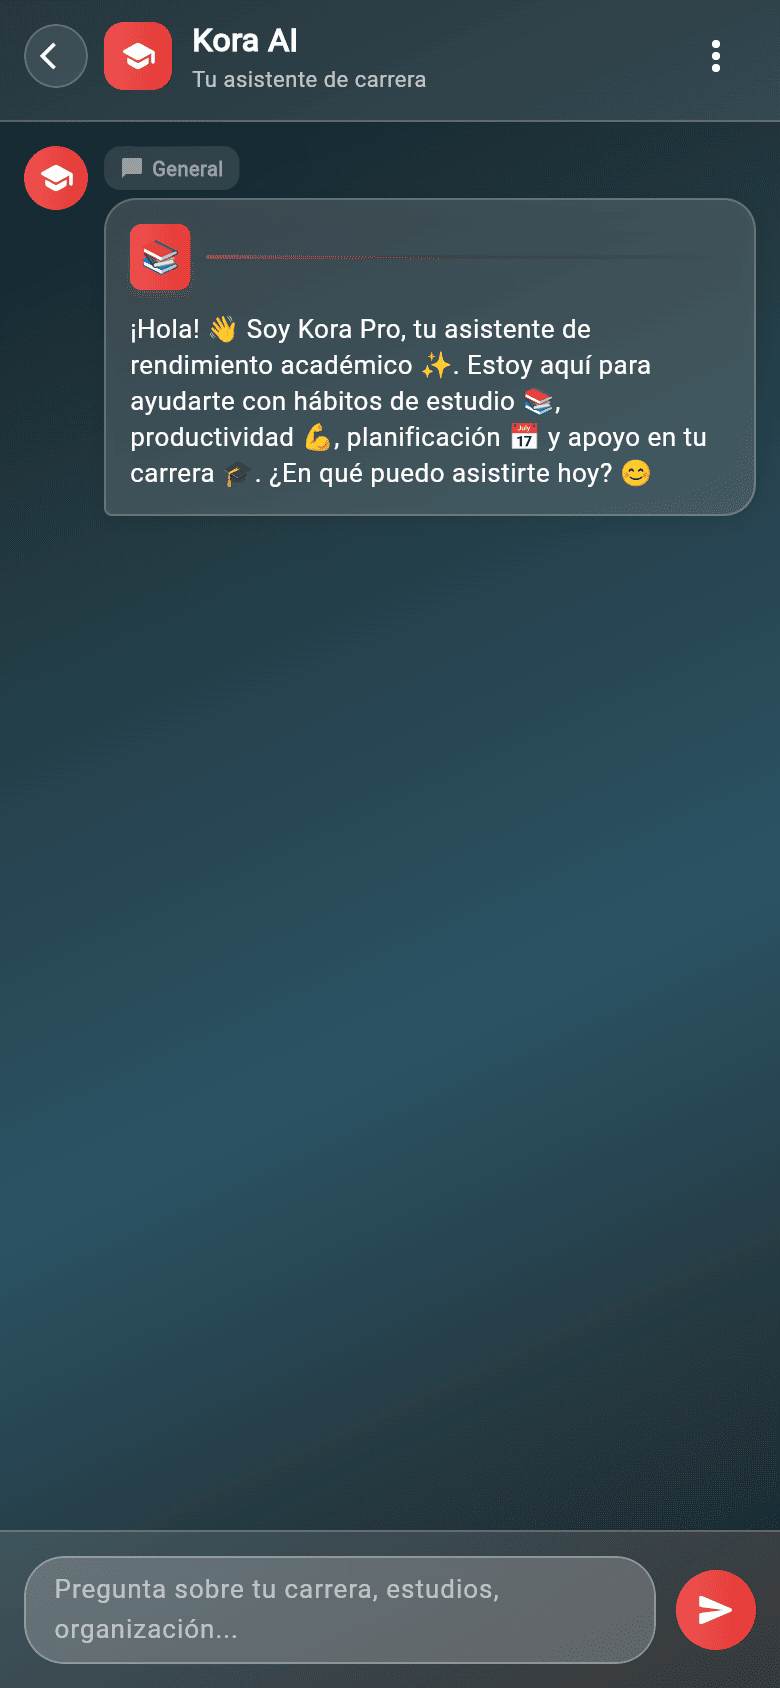 Kora AI
Tu asistente de carrera
General
¡Hola! 👋 Soy Kora Pro, tu asistente de
rendimiento académico ✨. Estoy aquí para
ayudarte con hábitos de estudio 📚,
productividad 💪, planificación 📅 y apoyo en tu
carrera 🎓. ¿En qué puedo asistirte hoy? 😊
Pregunta sobre tu carrera, estudios,
organización...